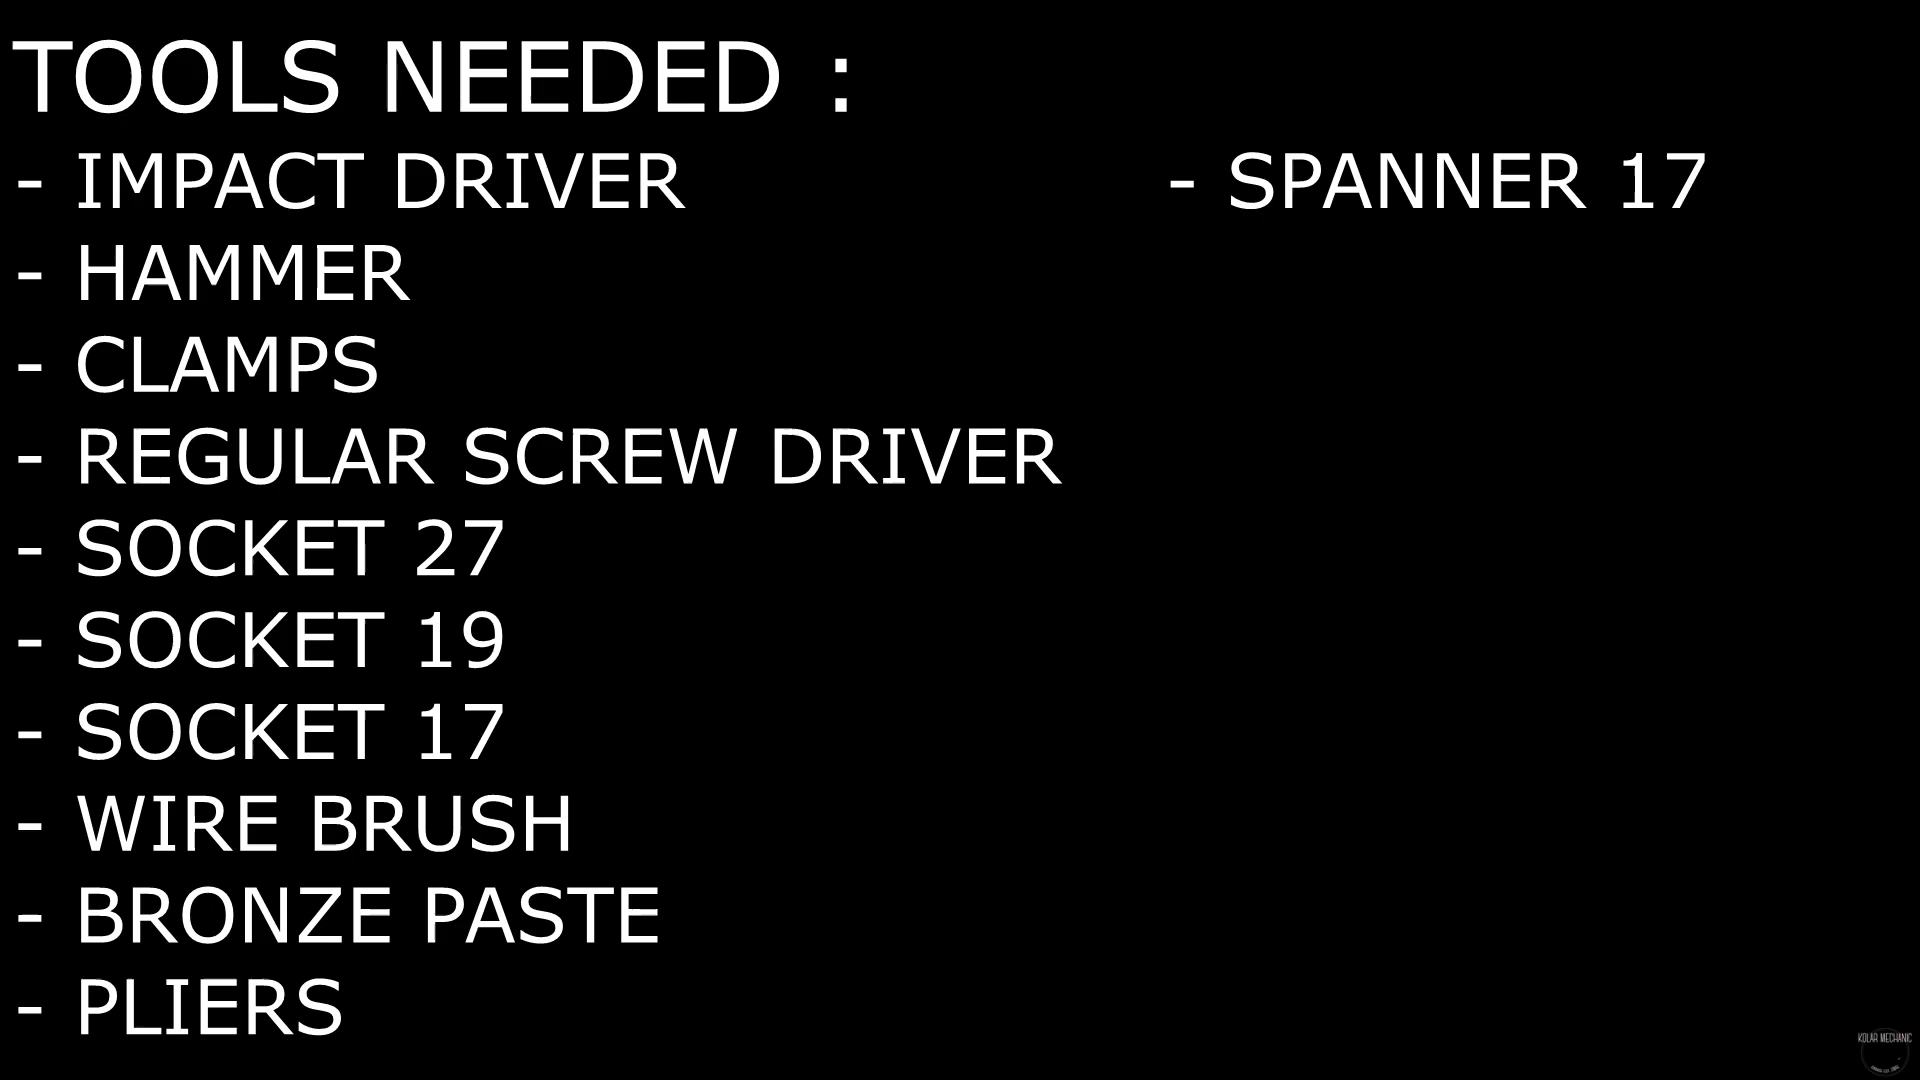 TOOLS NEEDED :
- IMPACT DRIVER
- HAMMER
- CLAMPS
- REGULAR SCREW DRIVER
- SOCKET 27
- SOCKET 19
- SOCKET 17
- WIRE BRUSH
- BRONZE PASTE
- PLIERS
- SPANNER 17
KOLAR MECHANIC